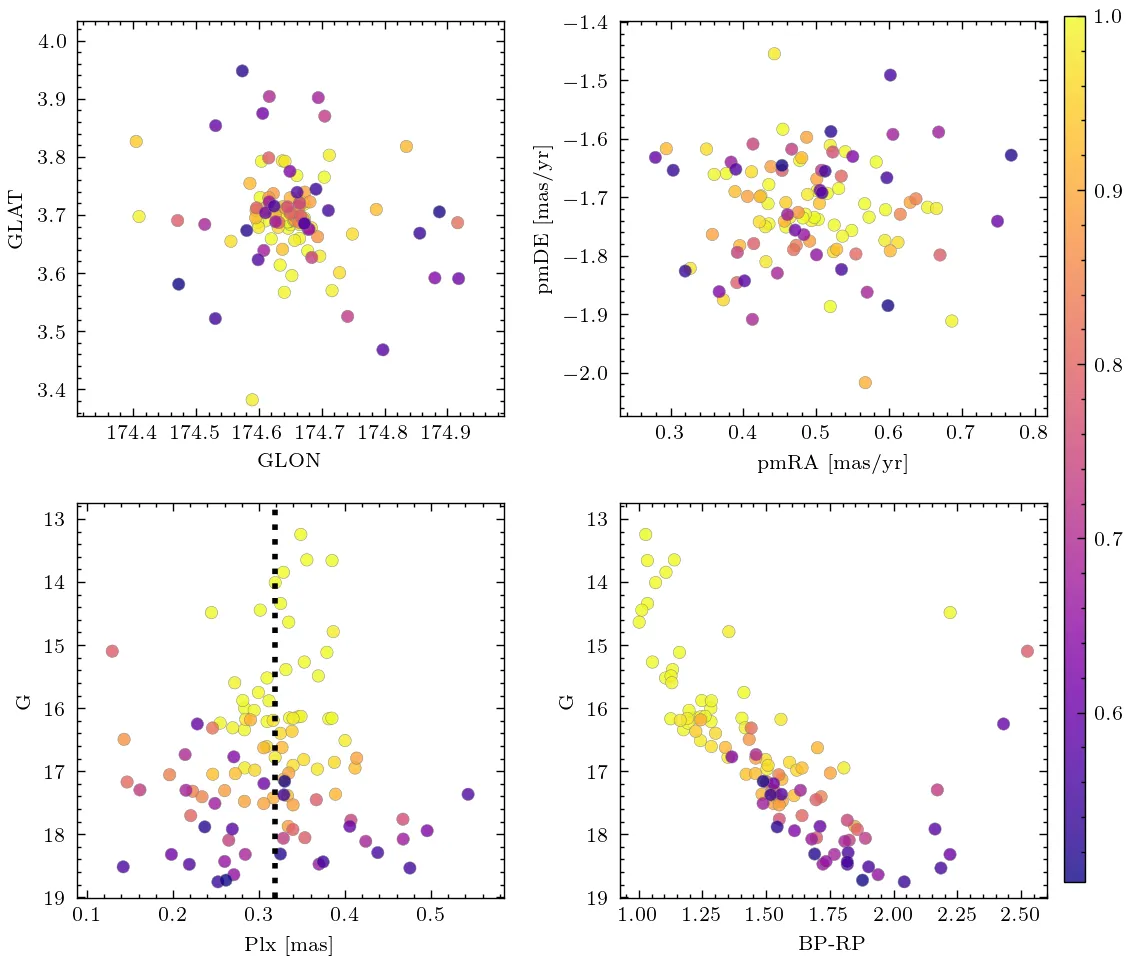 4.0
3.9
3.8
3.7
3.6
3.5
3.4
GLAT
174.4 174.5 174.6 174.7 174.8 174.9
GLON
−1.4
−1.5
−1.6
−1.7
−1.8
−1.9
−2.0
pmDE [mas/yr]
0.3 0.4 0.5 0.6 0.7 0.8
pmRA [mas/yr]
1.0
0.9
0.8
0.7
0.6
13
14
15
16
17
18
19
G
0.1 0.2 0.3 0.4 0.5
Plx [mas]
13
14
15
16
17
18
19
G
1.00 1.25 1.50 1.75 2.00 2.25 2.50
BP-RP